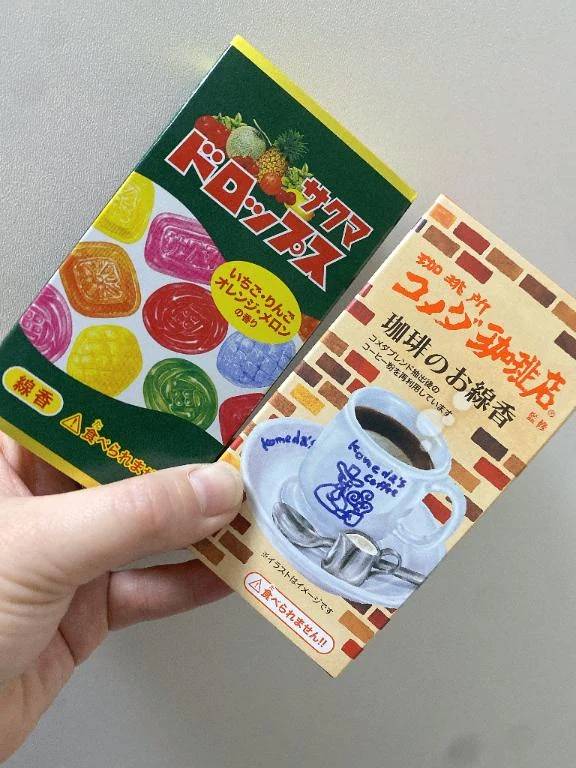 サクマ
ドロップス
いちご・りんご
オレンジ・メロン
の香り
線香
⚠食べられません
珈琲所
コメダ珈琲店®
監修
珈琲のお線香
コメダブレンド抽出後の
コーヒー粉を再利用しています
komeda's
komeda's
coffee
※イラストはイメージです
⚠食べられません!!